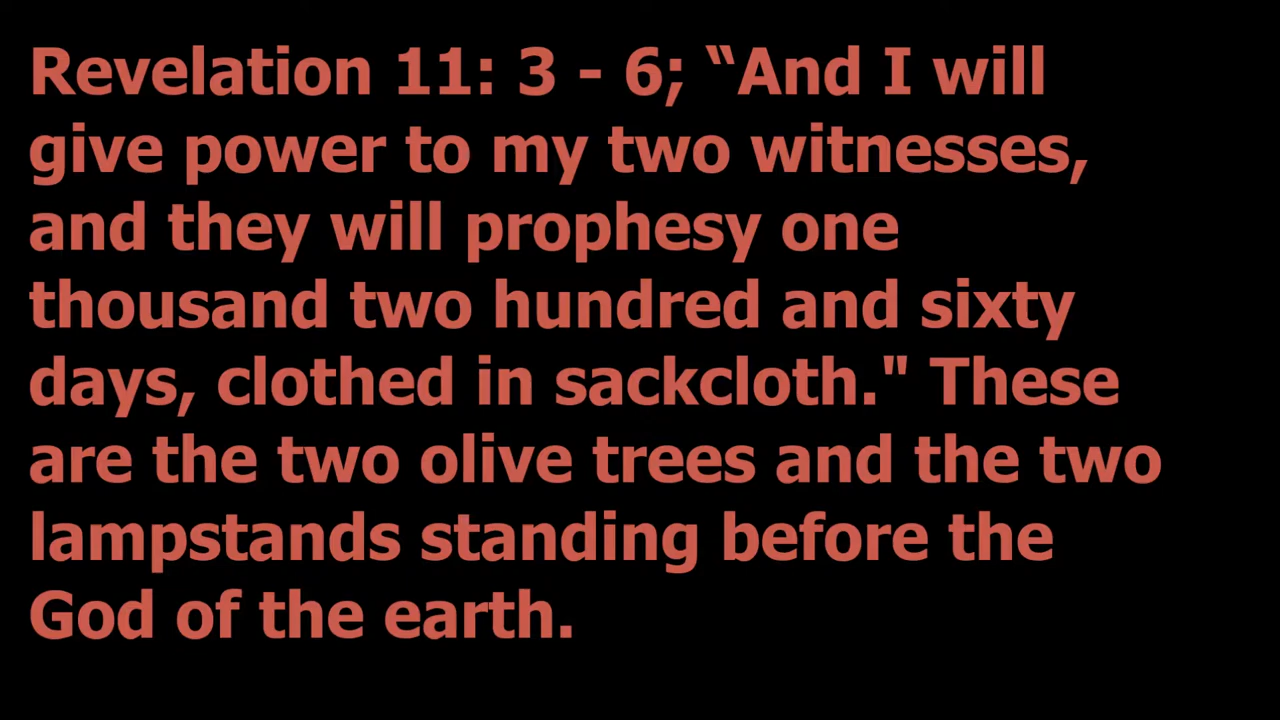 Revelation 11: 3 - 6; “And I will
give power to my two witnesses,
and they will prophesy one
thousand two hundred and sixty
days, clothed in sackcloth." These
are the two olive trees and the two
lampstands standing before the
God of the earth.